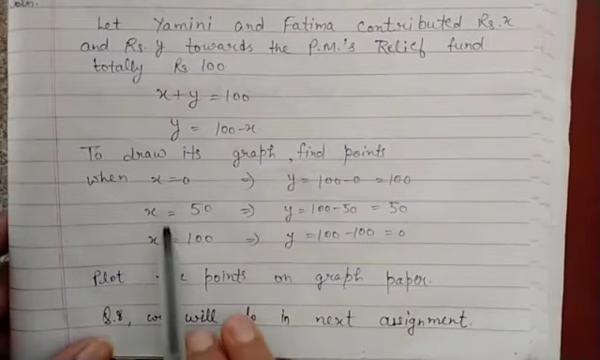 Soln.
Let Yamini and Fatima contributed Rs. x
and Rs. y towards the P.M.'s Relief fund
totally Rs 100
x + y = 100
y = 100 - x
To draw its graph, find points
when x = 0 ⇒ y = 100 - 0 = 100
x = 50 ⇒ y = 100 - 50 = 50
x = 100 ⇒ y = 100 - 100 = 0
Plot points on graph paper.
Q.8, will in next assignment.